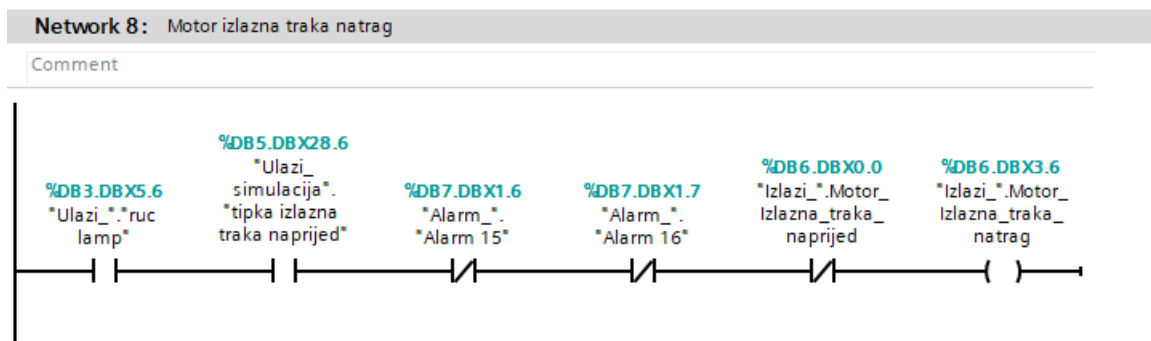 Network 8: Motor izlazna traka natrag
Comment
%DB3.DBX5.6
"Ulazi_"."ruc
lamp"
%DB5.DBX28.6
"Ulazi_
simulacija".
"tipka izlazna
traka naprijed"
%DB7.DBX1.6
"Alarm_".
"Alarm 15"
%DB7.DBX1.7
"Alarm_".
"Alarm 16"
%DB6.DBX0.0
"Izlazi_".Motor_
Izlazna_traka_
naprijed
%DB6.DBX3.6
"Izlazi_".Motor_
Izlazna_traka_
natrag